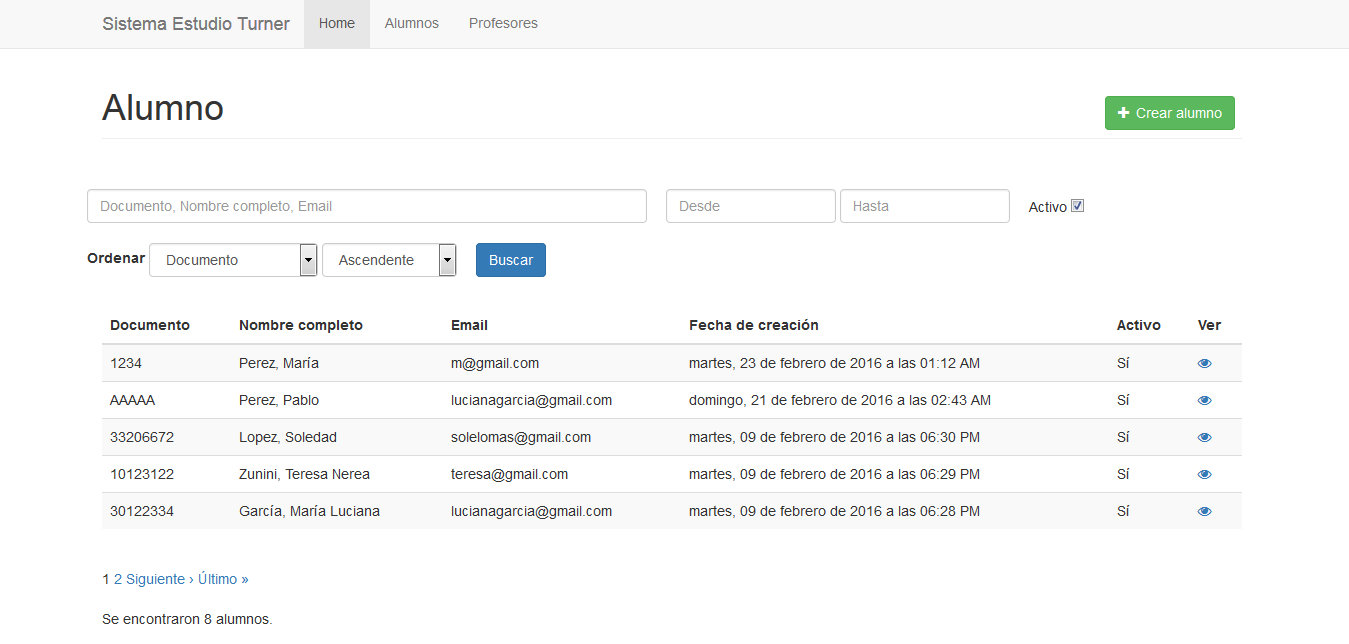 Sistema Estudio Turner Home Alumnos Profesores
Alumno
Crear alumno
Documento, Nombre completo, Email Desde Hasta Activo
Ordenar Documento Ascendente Buscar
Documento Nombre completo Email Fecha de creación Activo Ver
1234 Perez, María m@gmail.com martes, 23 de febrero de 2016 a las 01:12 AM Sí
AAAAA Perez, Pablo lucianagarcia@gmail.com domingo, 21 de febrero de 2016 a las 02:43 AM Sí
33206672 Lopez, Soledad solelomas@gmail.com martes, 09 de febrero de 2016 a las 06:30 PM Sí
10123122 Zunini, Teresa Nerea teresa@gmail.com martes, 09 de febrero de 2016 a las 06:29 PM Sí
30122334 García, María Luciana lucianagarcia@gmail.com martes, 09 de febrero de 2016 a las 06:28 PM Sí
1 2 Siguiente › Último »
Se encontraron 8 alumnos.